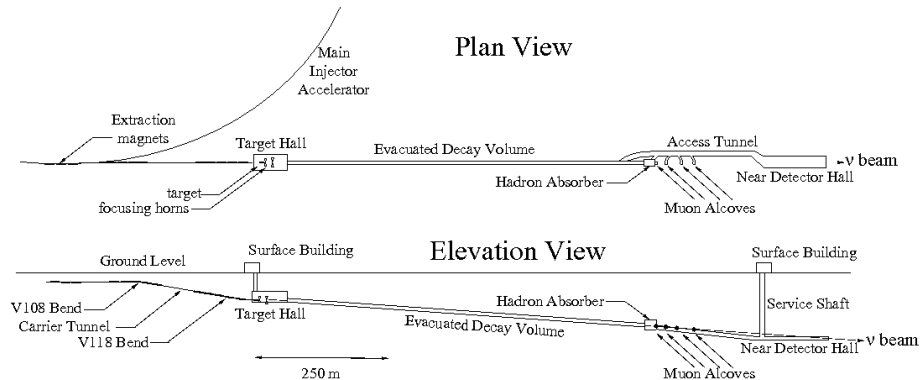 Plan View
Main
Injector
Accelerator
Extraction
magnets
Target Hall
Evacuated Decay Volume
Access Tunnel
ν beam
Hadron Absorber
Near Detector Hall
target
focusing horns
Muon Alcoves
Elevation View
Surface Building
Surface Building
Ground Level
V108 Bend
Carrier Tunnel
V118 Bend
Target Hall
Hadron Absorber
Service Shaft
Evacuated Decay Volume
Near Detector Hall
ν beam
250 m
Muon Alcoves